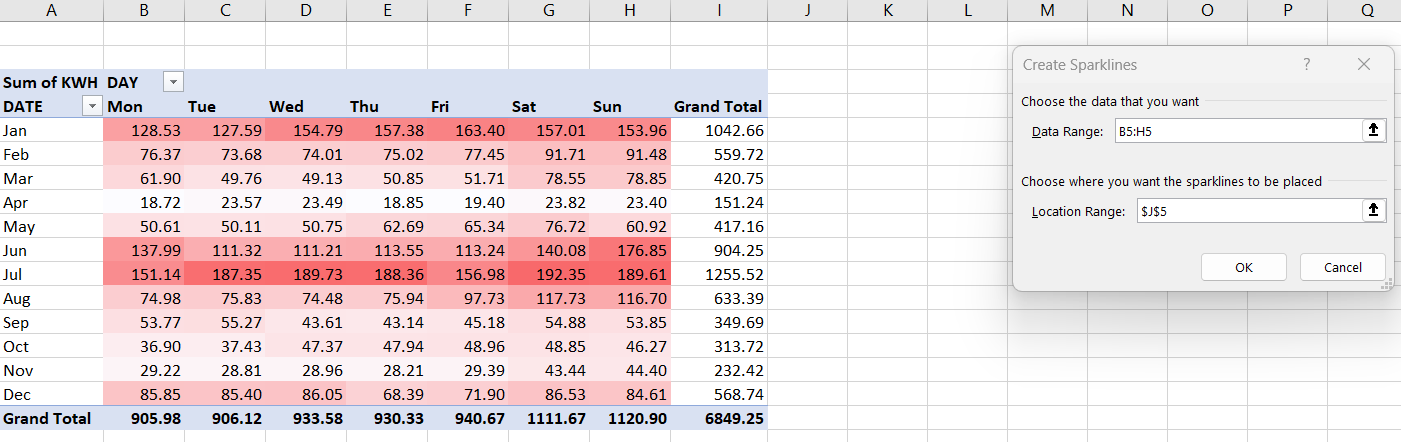 A B C D E F G H I J K L M N O P Q
Sum of KWH DAY
DATE Mon Tue Wed Thu Fri Sat Sun Grand Total
Jan 128.53 127.59 154.79 157.38 163.40 157.01 153.96 1042.66
Feb 76.37 73.68 74.01 75.02 77.45 91.71 91.48 559.72
Mar 61.90 49.76 49.13 50.85 51.71 78.55 78.85 420.75
Apr 18.72 23.57 23.49 18.85 19.40 23.82 23.40 151.24
May 50.61 50.11 50.75 62.69 65.34 76.72 60.92 417.16
Jun 137.99 111.32 111.21 113.55 113.24 140.08 176.85 904.25
Jul 151.14 187.35 189.73 188.36 156.98 192.35 189.61 1255.52
Aug 74.98 75.83 74.48 75.94 97.73 117.73 116.70 633.39
Sep 53.77 55.27 43.61 43.14 45.18 54.88 53.85 349.69
Oct 36.90 37.43 47.37 47.94 48.96 48.85 46.27 313.72
Nov 29.22 28.81 28.96 28.21 29.39 43.44 44.40 232.42
Dec 85.85 85.40 86.05 68.39 71.90 86.53 84.61 568.74
Grand Total 905.98 906.12 933.58 930.33 940.67 1111.67 1120.90 6849.25
Create Sparklines ?
Choose the data that you want
Data Range: B5:H5
Choose where you want the sparklines to be placed
Location Range: $J$5
OK Cancel